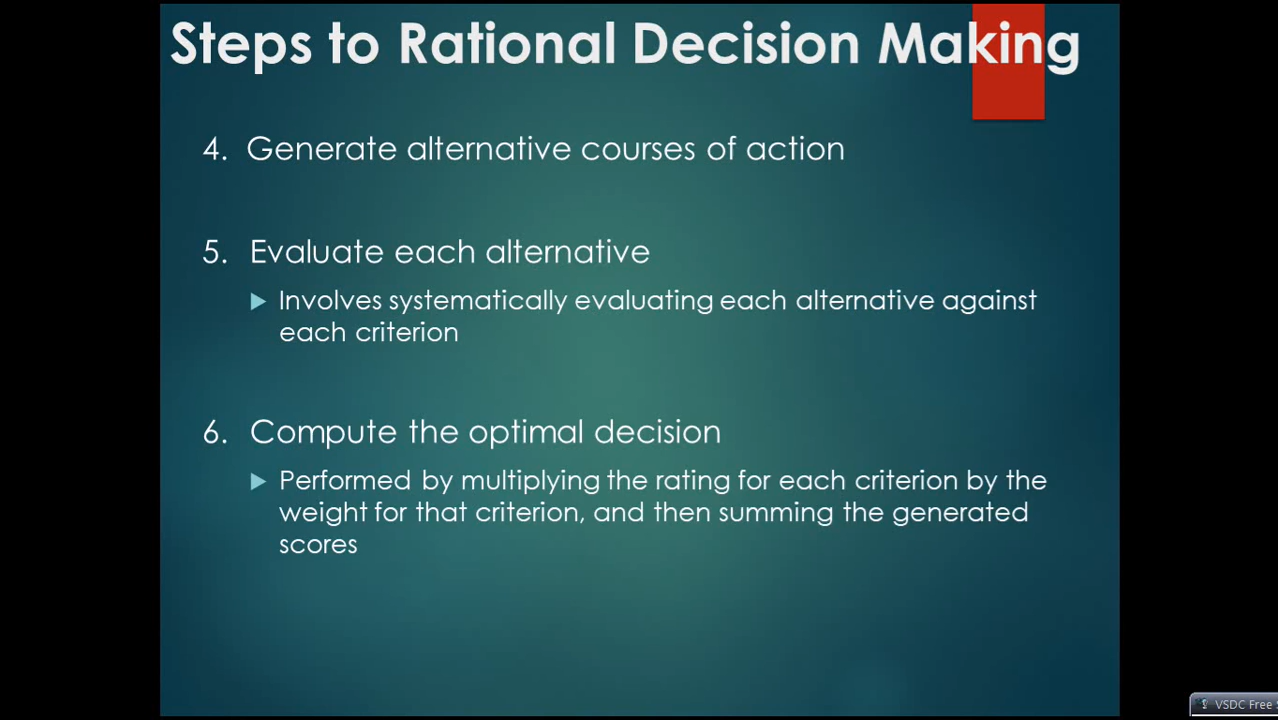 Steps to Rational Decision Making
4. Generate alternative courses of action
5. Evaluate each alternative
Involves systematically evaluating each alternative against
each criterion
6. Compute the optimal decision
Performed by multiplying the rating for each criterion by the
weight for that criterion, and then summing the generated
scores
VSDC Free